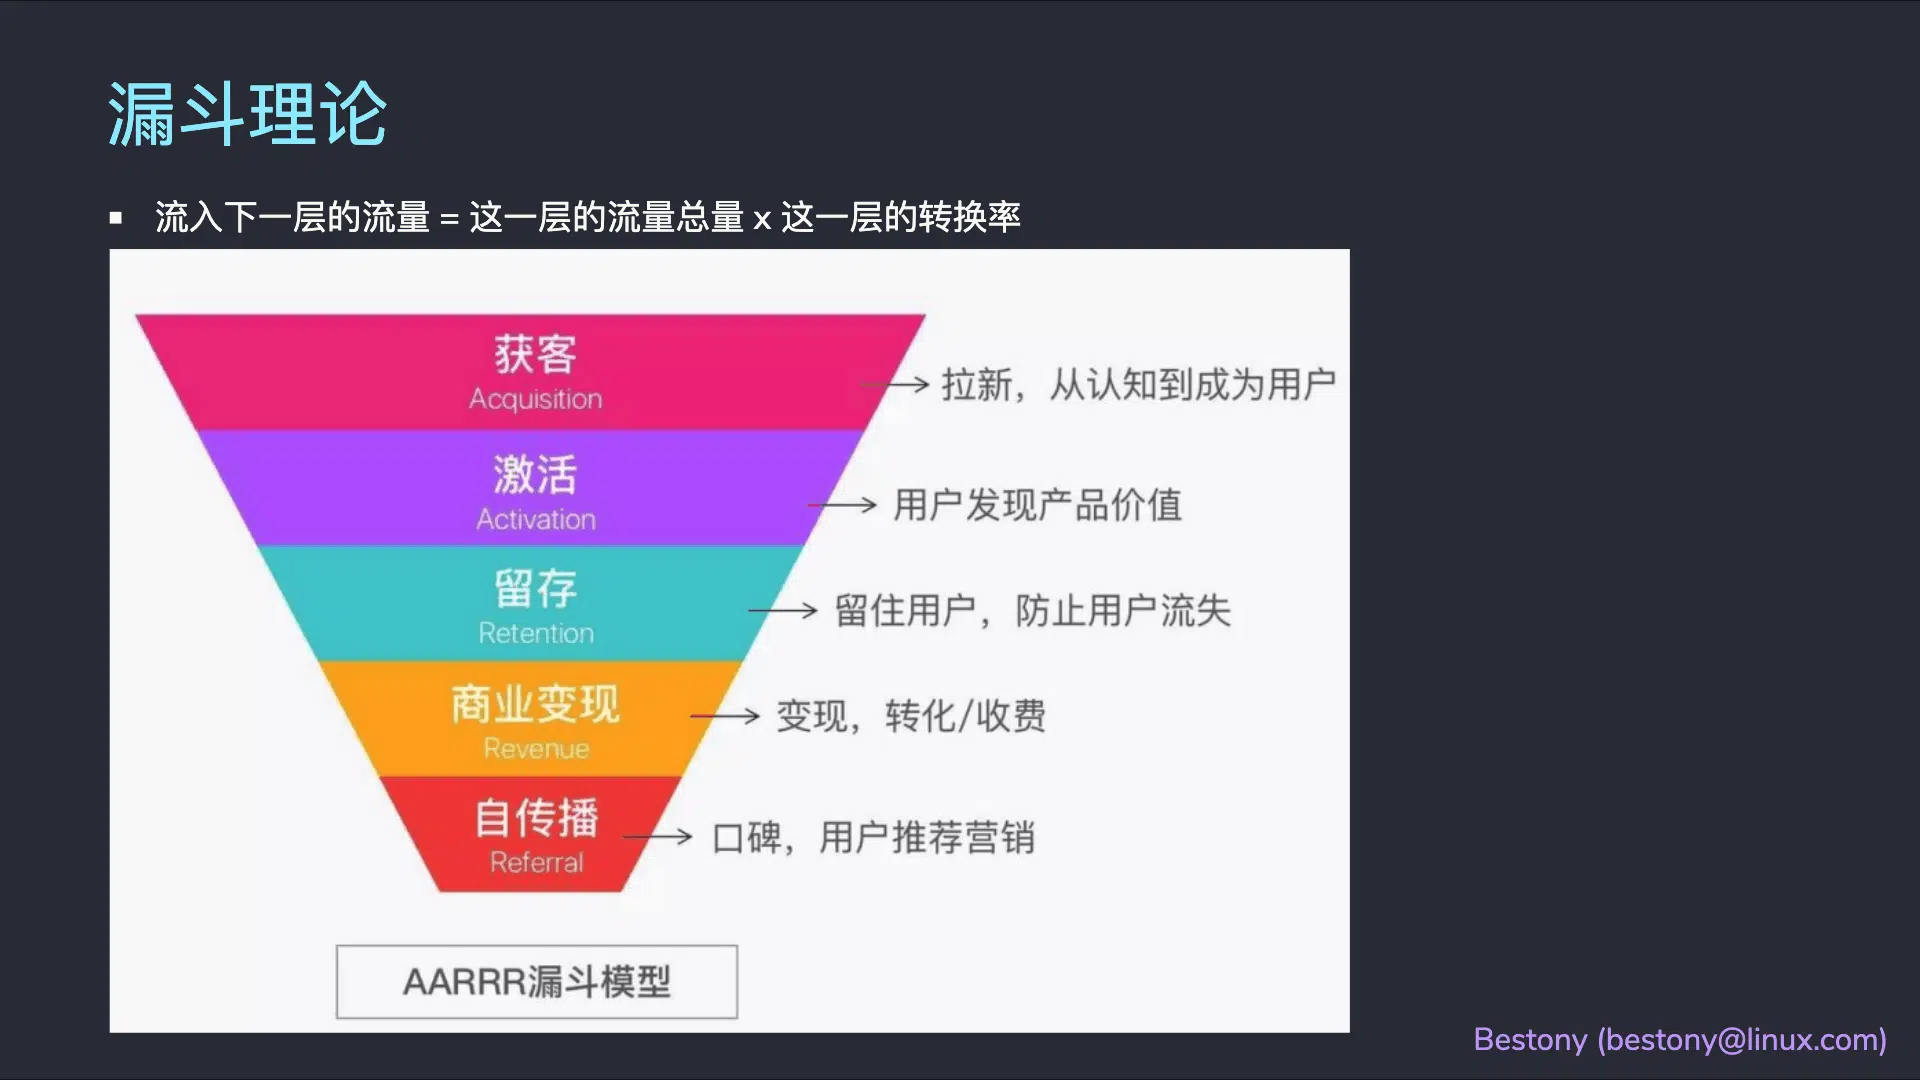 漏斗理论
▪ 流入下一层的流量 = 这一层的流量总量 x 这一层的转换率
获客
Acquisition
拉新，从认知到成为用户
激活
Activation
用户发现产品价值
留存
Retention
留住用户，防止用户流失
商业变现
Revenue
变现，转化/收费
自传播
Referral
口碑，用户推荐营销
AARRR漏斗模型
Bestony (bestony@linux.com)